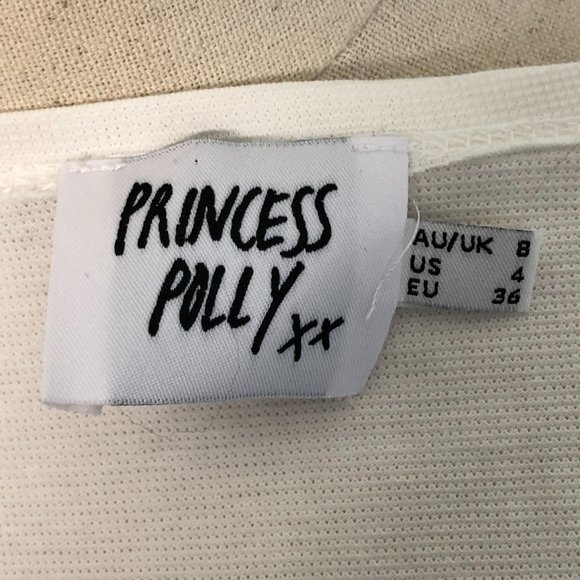 PRINCESS
POLLY xx
AU/UK 8
US 4
EU 36